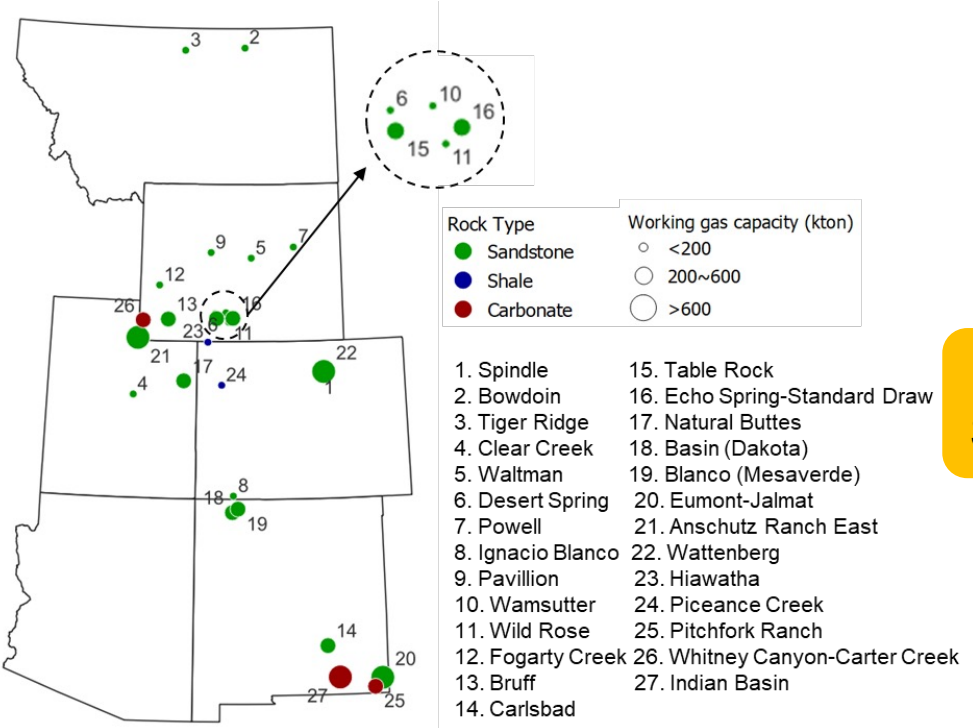 3
2
6
10
16
15
11
9
5
7
12
26
13
16
6
11
23
21
17
24
22
4
1
8
18
19
14
20
27
25
Rock Type
Sandstone
Shale
Carbonate
Working gas capacity (kton)
<200
200~600
>600
1. Spindle
2. Bowdoin
3. Tiger Ridge
4. Clear Creek
5. Waltman
6. Desert Spring
7. Powell
8. Ignacio Blanco
9. Pavillion
10. Wamsutter
11. Wild Rose
12. Fogarty Creek
13. Bruff
14. Carlsbad
15. Table Rock
16. Echo Spring-Standard Draw
17. Natural Buttes
18. Basin (Dakota)
19. Blanco (Mesaverde)
20. Eumont-Jalmat
21. Anschutz Ranch East
22. Wattenberg
23. Hiawatha
24. Piceance Creek
25. Pitchfork Ranch
26. Whitney Canyon-Carter Creek
27. Indian Basin